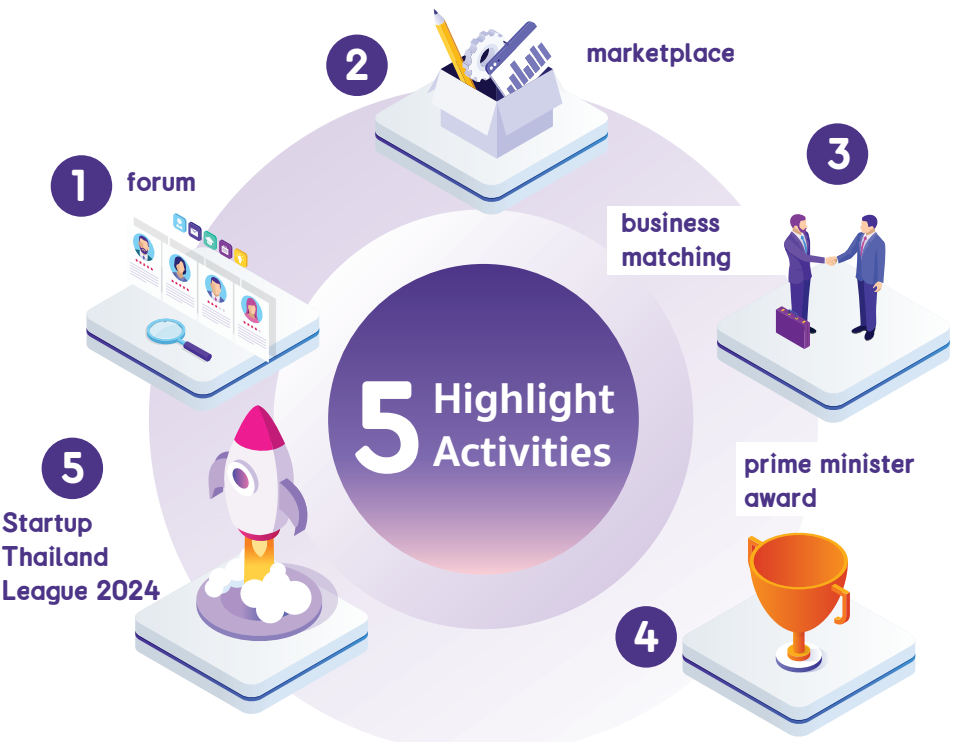 5 Highlight
Activities
1
forum
2
marketplace
3
business
matching
4
prime minister
award
5
Startup
Thailand
League 2024